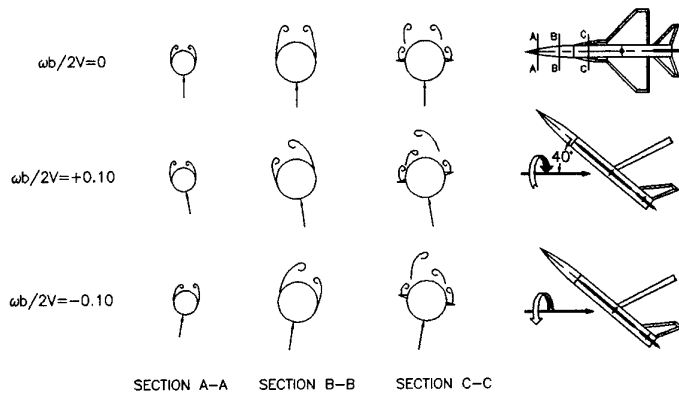 ωb/2V=0
A B C
A B C
ωb/2V=+0.10
40°
ωb/2V=−0.10
SECTION A−A SECTION B−B SECTION C−C